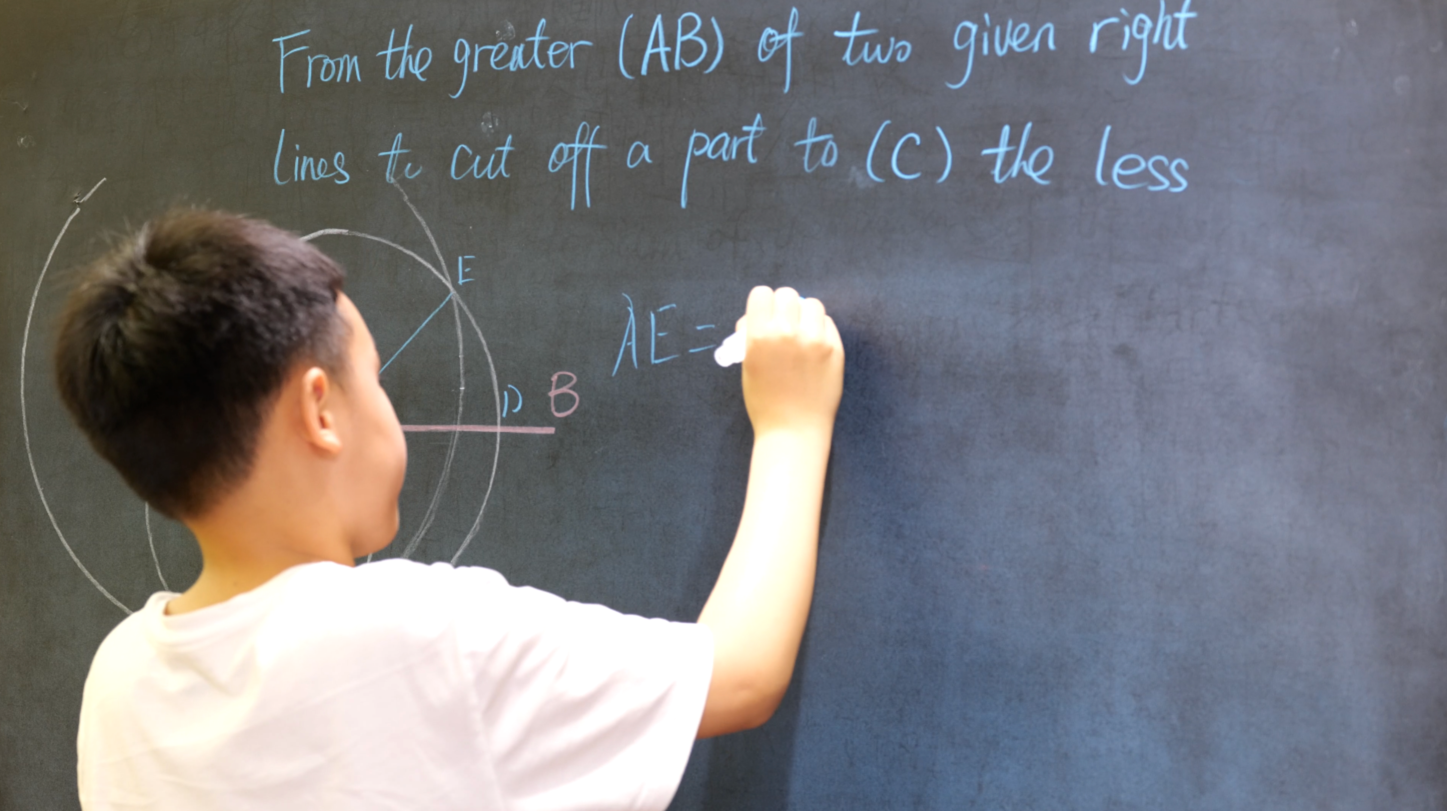 From the greater (AB) of two given right
lines to cut off a part to (C) the less
E
AE =
D B